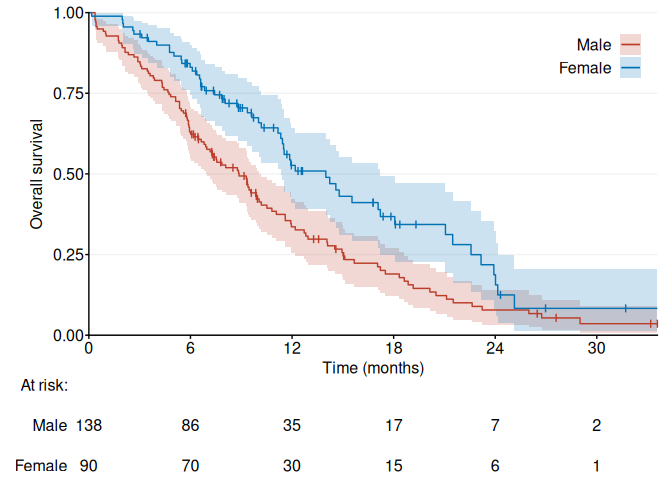 1.00
0.75
0.50
0.25
0.00
Overall survival
Male
Female
0 6 12 18 24 30
Time (months)
At risk:
Male 138 86 35 17 7 2
Female 90 70 30 15 6 1